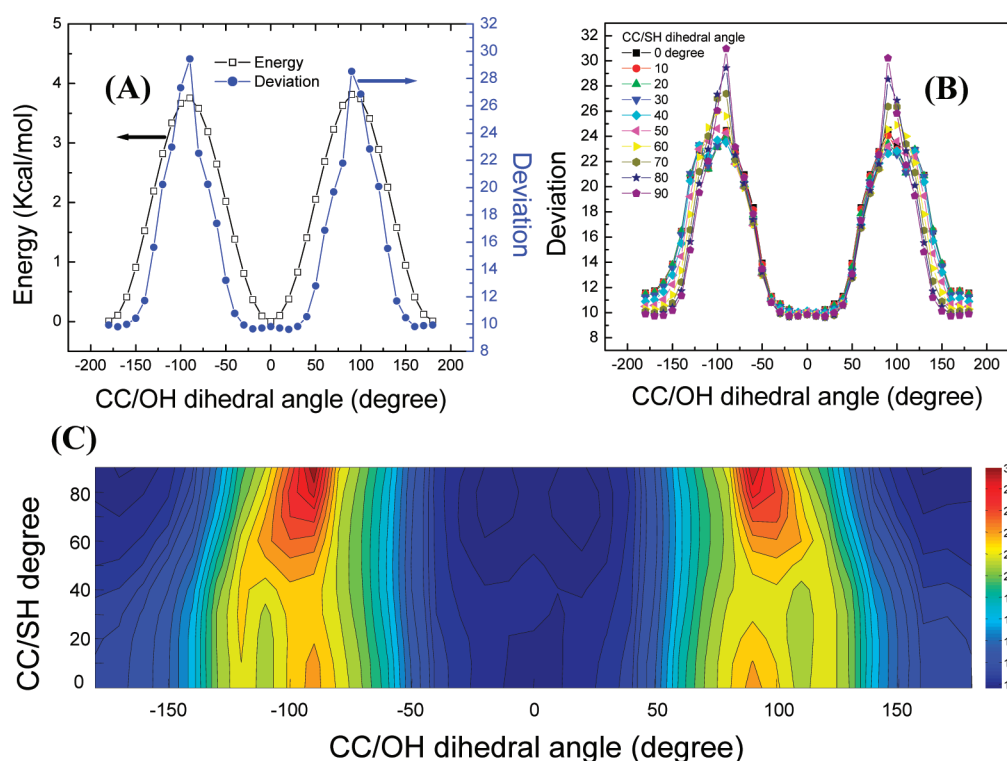 (A)
Energy
Deviation
Energy (Kcal/mol)
5
4
3
2
1
0
Deviation
32
30
28
26
24
22
20
18
16
14
12
10
8
-200 -150 -100 -50 0 50 100 150 200
CC/OH dihedral angle (degree)
(B)
CC/SH dihedral angle
0 degree
10
20
30
40
50
60
70
80
90
Deviation
32
30
28
26
24
22
20
18
16
14
12
10
-200 -150 -100 -50 0 50 100 150 200
CC/OH dihedral angle (degree)
(C)
CC/SH degree
80
60
40
20
0
-150 -100 -50 0 50 100 150
CC/OH dihedral angle (degree)